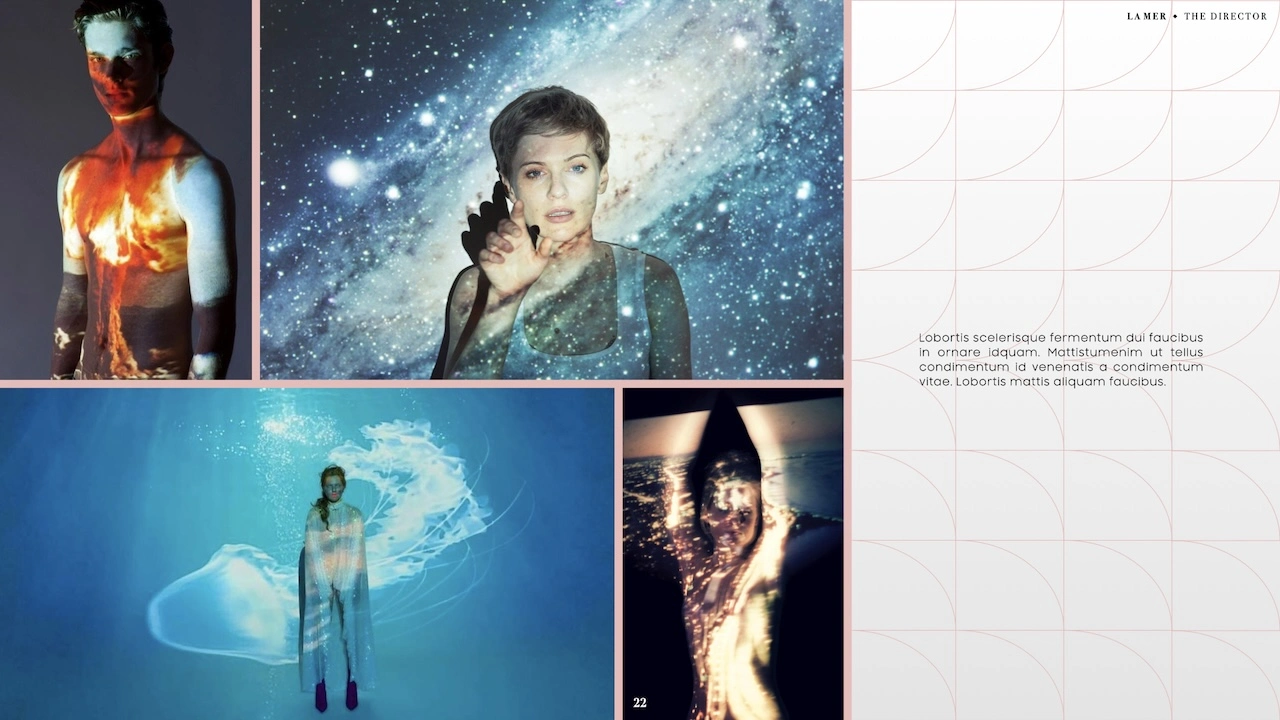 LA MER ✦ THE DIRECTOR
Lobortis scelerisque fermentum dui faucibus
in ornare idquam. Mattistumenim ut tellus
condimentum id venenatis a condimentum
vitae. Lobortis mattis aliquam faucibus.
22